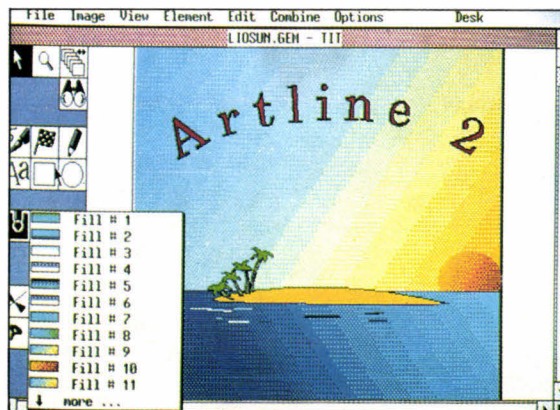 File Image View Element Edit Combine Options Desk
LIOSUN.GEM - TIT
Artline 2
Aa
Fill # 1
Fill # 2
Fill # 3
Fill # 4
Fill # 5
Fill # 6
Fill # 7
Fill # 8
Fill # 9
Fill # 10
Fill # 11
↓ more ...